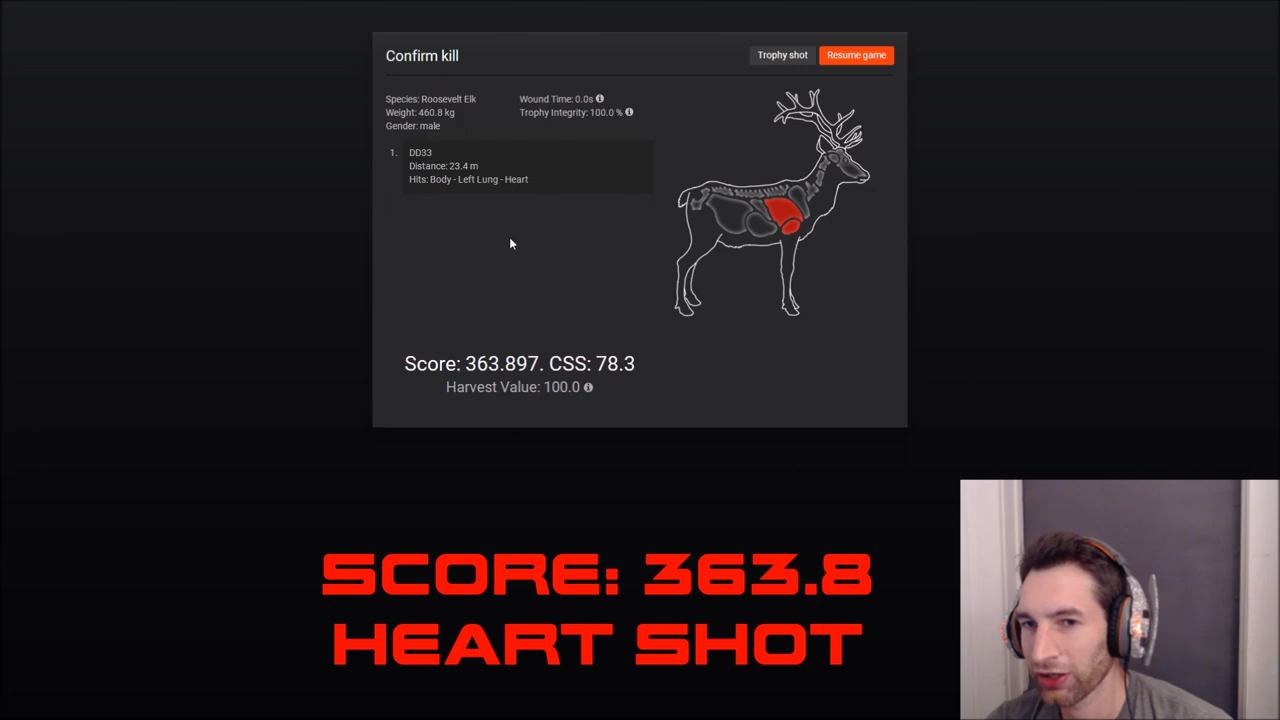 Confirm kill
Trophy shot
Resume game
Species: Roosevelt Elk
Weight: 460.8 kg
Gender: male
Wound Time: 0.0s
Trophy Integrity: 100.0 %
1. DD33
Distance: 23.4 m
Hits: Body - Left Lung - Heart
Score: 363.897. CSS: 78.3
Harvest Value: 100.0
SCORE: 363.8
HEART SHOT